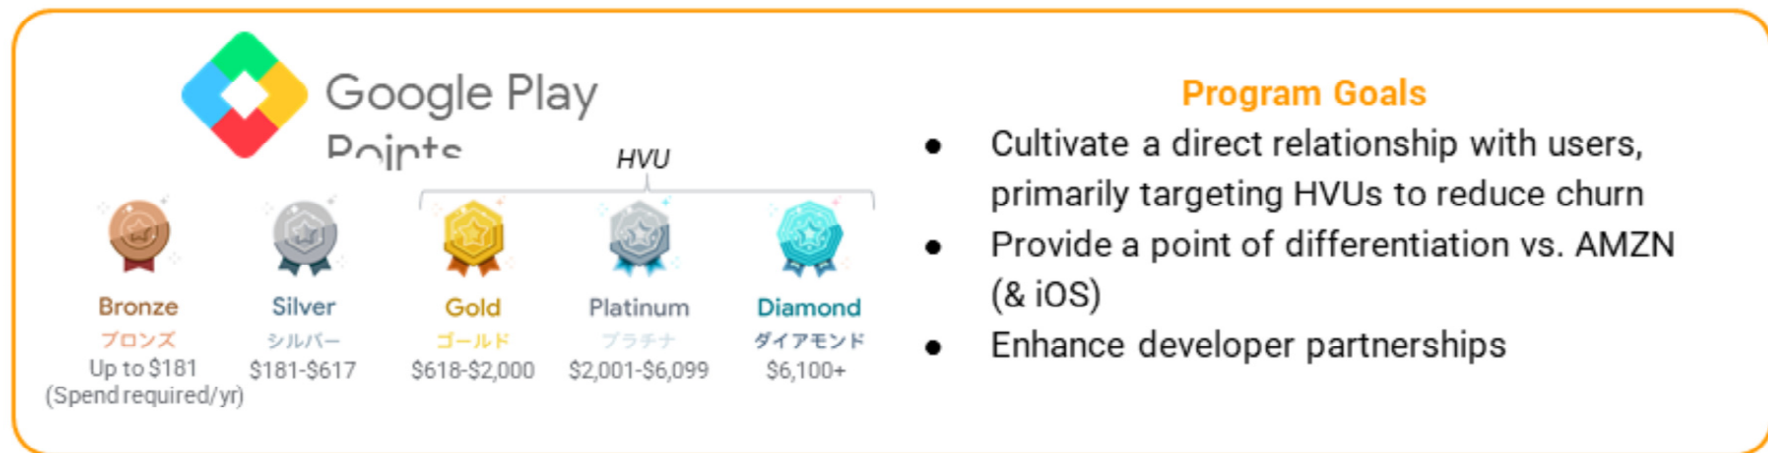 Google Play
Points
HVU
Bronze
ブロンズ
Up to $181
(Spend required/yr)
Silver
シルバー
$181-$617
Gold
ゴールド
$618-$2,000
Platinum
プラチナ
$2,001-$6,099
Diamond
ダイアモンド
$6,100+
Program Goals
● Cultivate a direct relationship with users,
primarily targeting HVUs to reduce churn
● Provide a point of differentiation vs. AMZN
(& iOS)
● Enhance developer partnerships